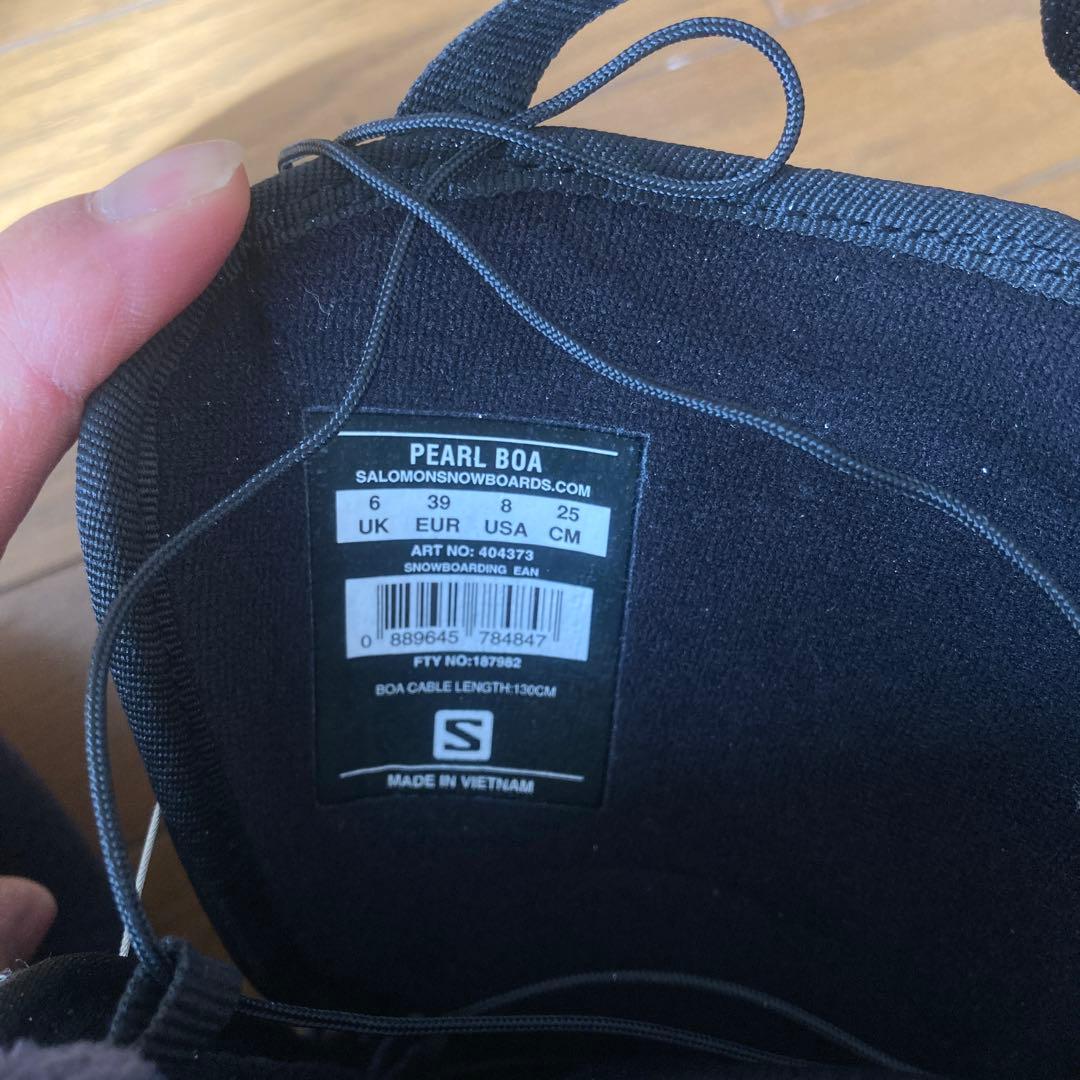 PEARL BOA
SALOMONSNOWBOARDS.COM
6 39 8 25
UK EUR USA CM
ART NO: 404373
SNOWBOARDING EAN
0 889645 784847
FTY NO:187982
BOA CABLE LENGTH:130CM
S
MADE IN VIETNAM